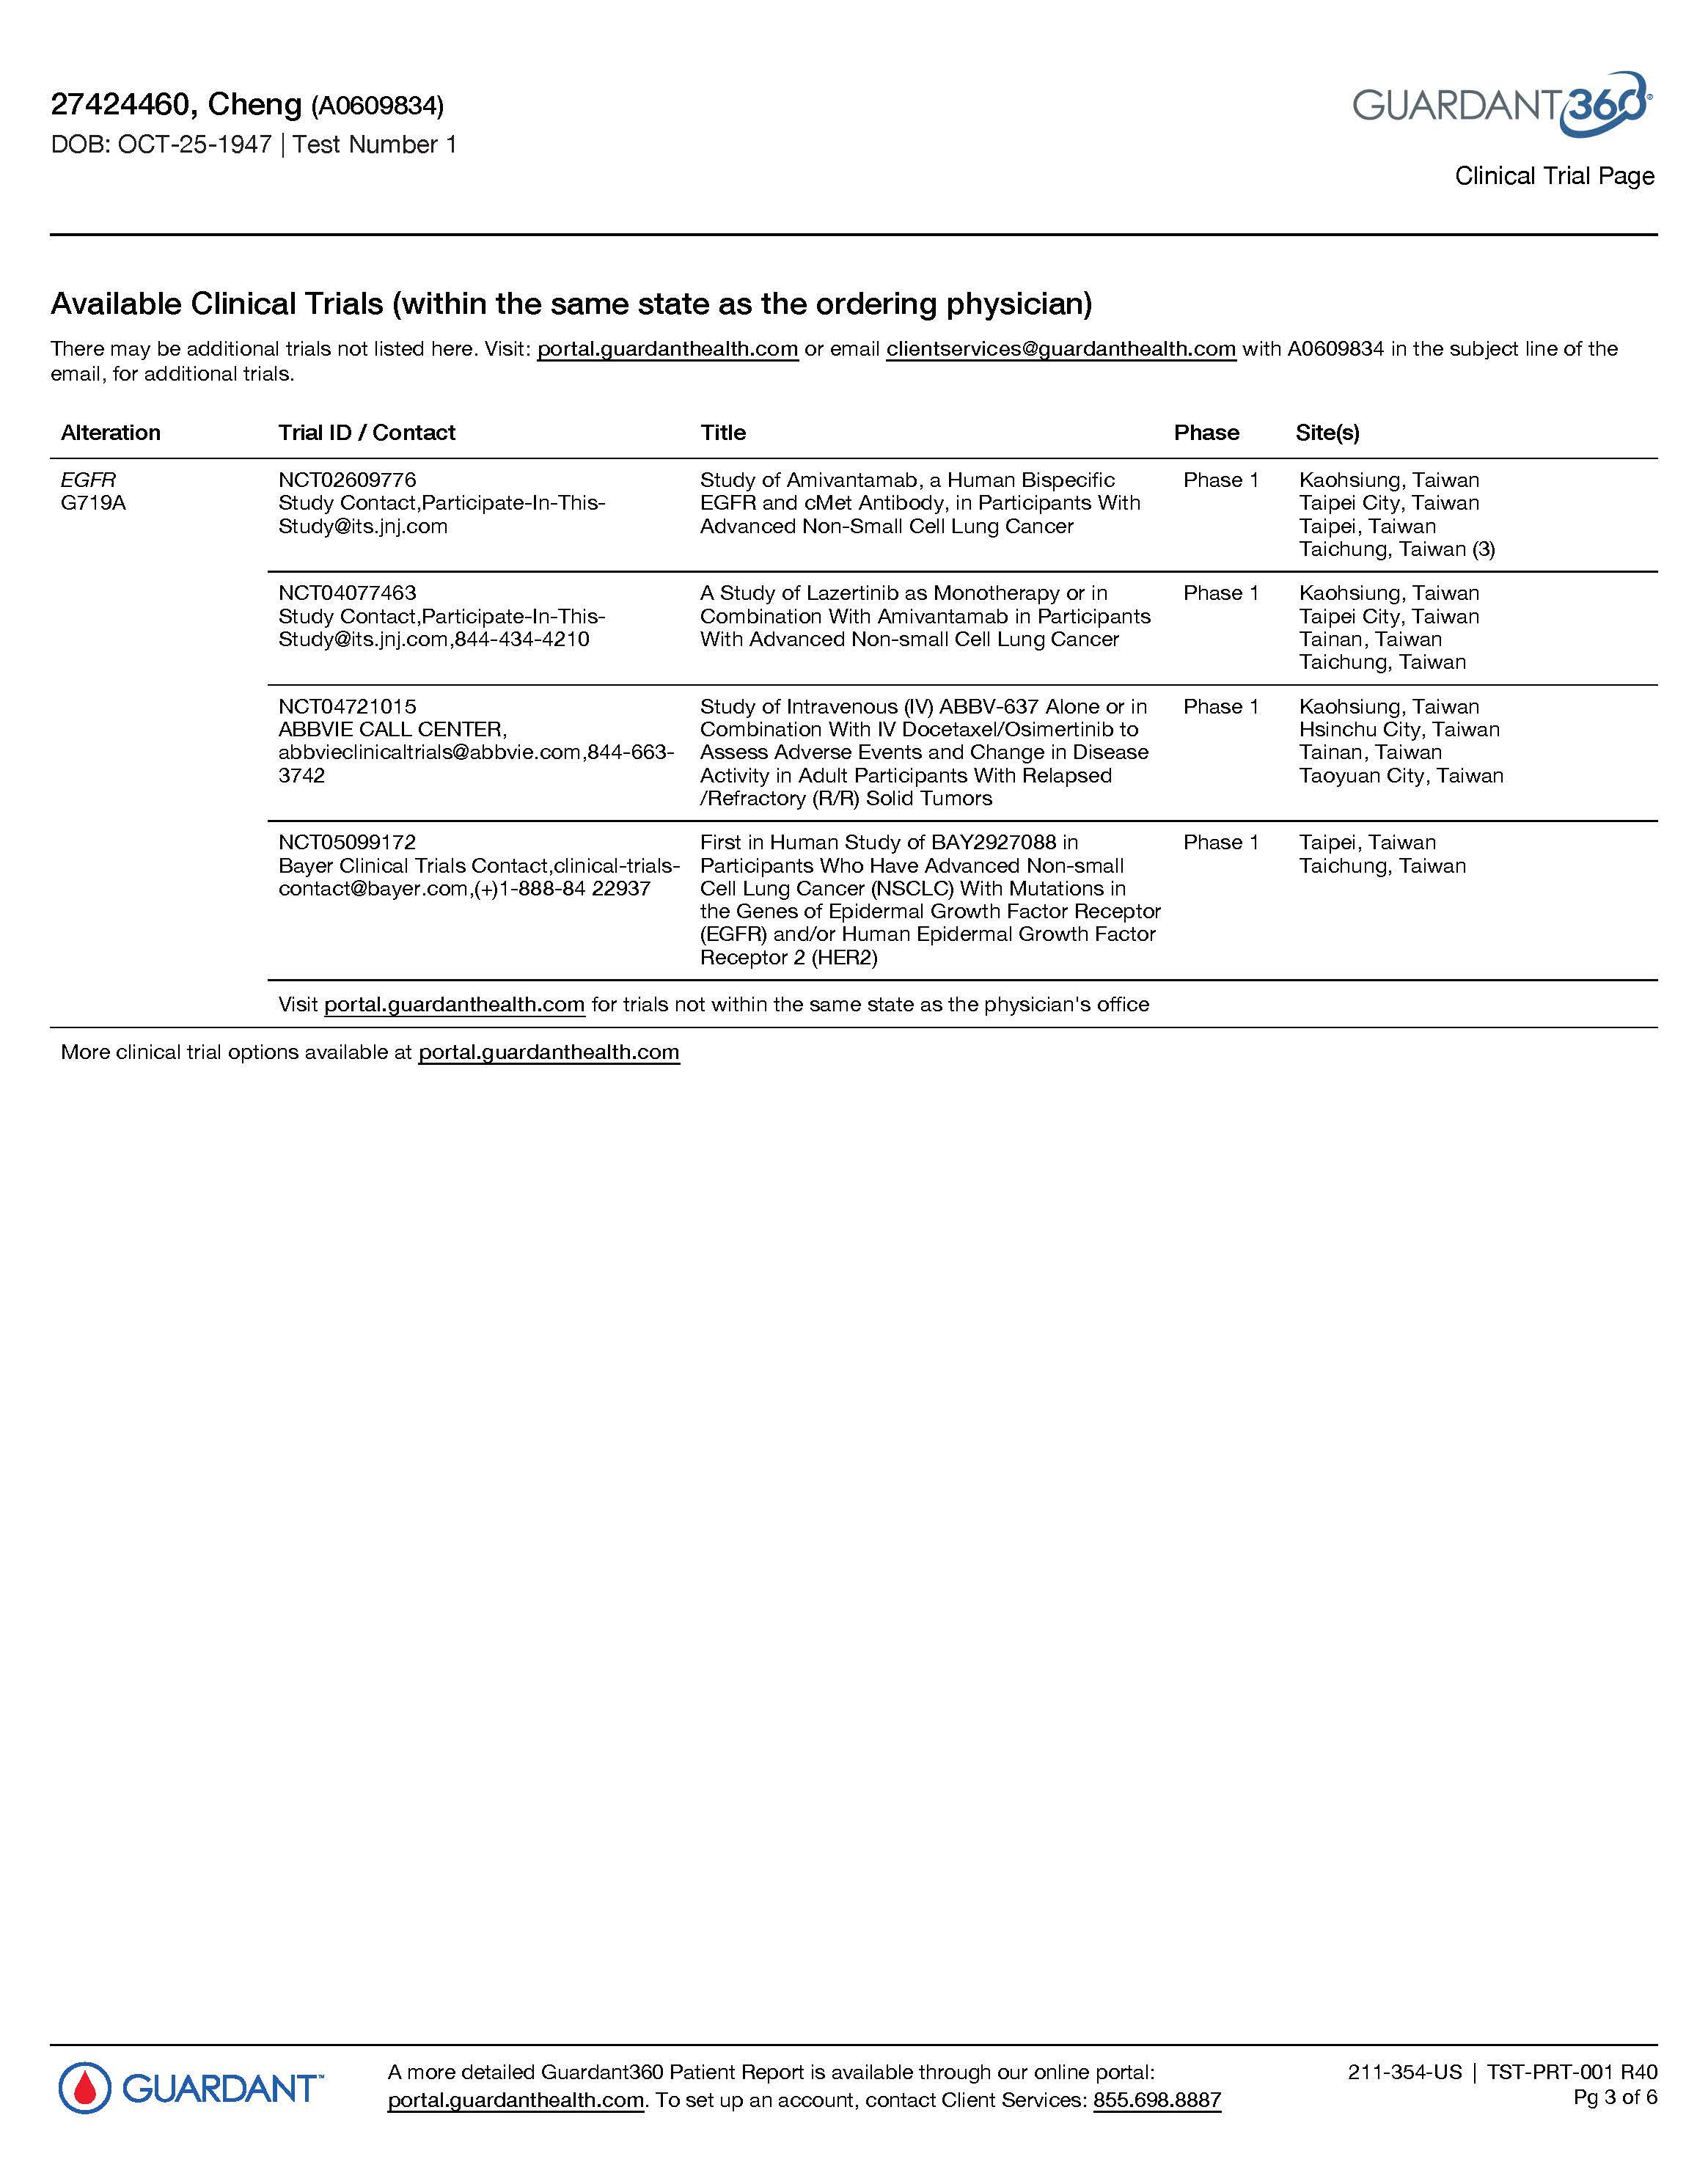 27424460, Cheng (A0609834)
DOB: OCT-25-1947 | Test Number 1
GUARDANT360®
Clinical Trial Page
Available Clinical Trials (within the same state as the ordering physician)
There may be additional trials not listed here. Visit: portal.guardanthealth.com or email clientservices@guardanthealth.com with A0609834 in the subject line of the
email, for additional trials.
Alteration Trial ID / Contact Title Phase Site(s)
EGFR NCT02609776 Study of Amivantamab, a Human Bispecific Phase 1 Kaohsiung, Taiwan
G719A Study Contact,Participate-In-This- EGFR and cMet Antibody, in Participants With Taipei City, Taiwan
Study@its.jnj.com Advanced Non-Small Cell Lung Cancer Taipei, Taiwan
Taichung, Taiwan (3)
NCT04077463 A Study of Lazertinib as Monotherapy or in Phase 1 Kaohsiung, Taiwan
Study Contact,Participate-In-This- Combination With Amivantamab in Participants Taipei City, Taiwan
Study@its.jnj.com,844-434-4210 With Advanced Non-small Cell Lung Cancer Tainan, Taiwan
Taichung, Taiwan
NCT04721015 Study of Intravenous (IV) ABBV-637 Alone or in Phase 1 Kaohsiung, Taiwan
ABBVIE CALL CENTER, Combination With IV Docetaxel/Osimertinib to Hsinchu City, Taiwan
abbvieclinicaltrials@abbvie.com,844-663- Assess Adverse Events and Change in Disease Tainan, Taiwan
3742 Activity in Adult Participants With Relapsed Taoyuan City, Taiwan
/Refractory (R/R) Solid Tumors
NCT05099172 First in Human Study of BAY2927088 in Phase 1 Taipei, Taiwan
Bayer Clinical Trials Contact,clinical-trials- Participants Who Have Advanced Non-small Taichung, Taiwan
contact@bayer.com,(+)1-888-84 22937 Cell Lung Cancer (NSCLC) With Mutations in
the Genes of Epidermal Growth Factor Receptor
(EGFR) and/or Human Epidermal Growth Factor
Receptor 2 (HER2)
Visit portal.guardanthealth.com for trials not within the same state as the physician's office
More clinical trial options available at portal.guardanthealth.com
GUARDANT™
A more detailed Guardant360 Patient Report is available through our online portal:
portal.guardanthealth.com. To set up an account, contact Client Services: 855.698.8887
211-354-US | TST-PRT-001 R40
Pg 3 of 6